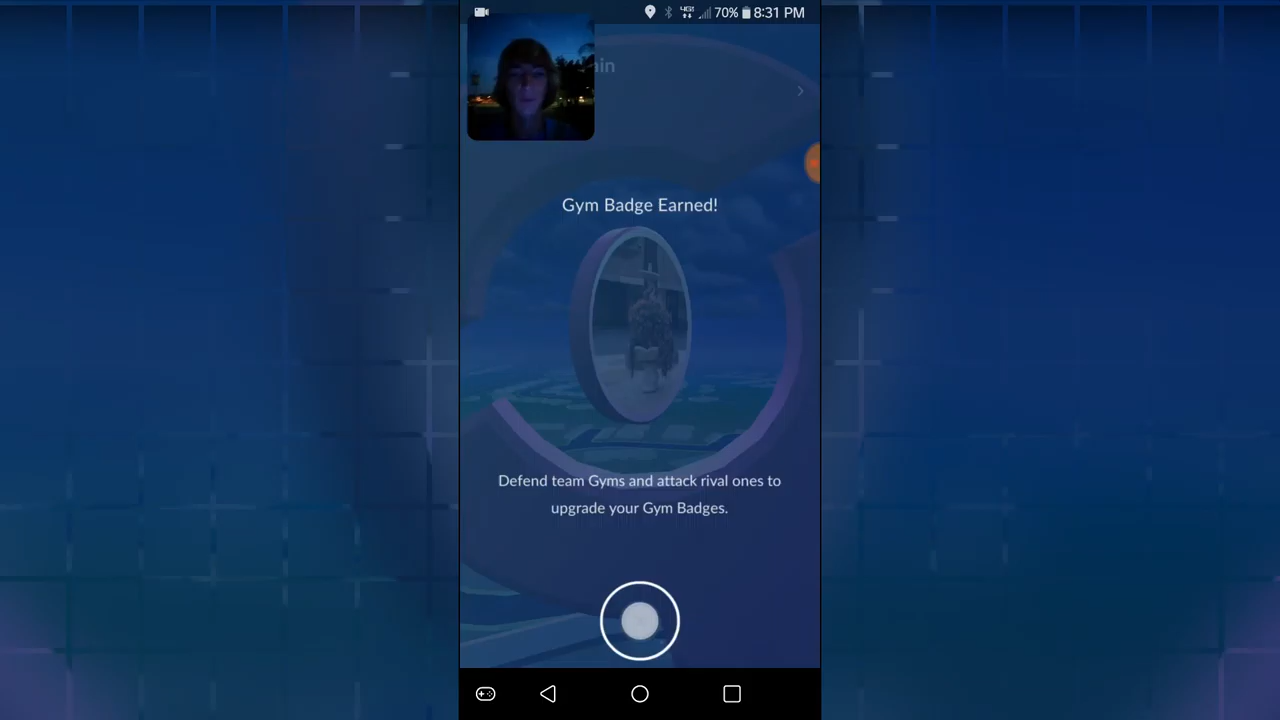 70% 8:31 PM
Gym Badge Earned!
Defend team Gyms and attack rival ones to
upgrade your Gym Badges.